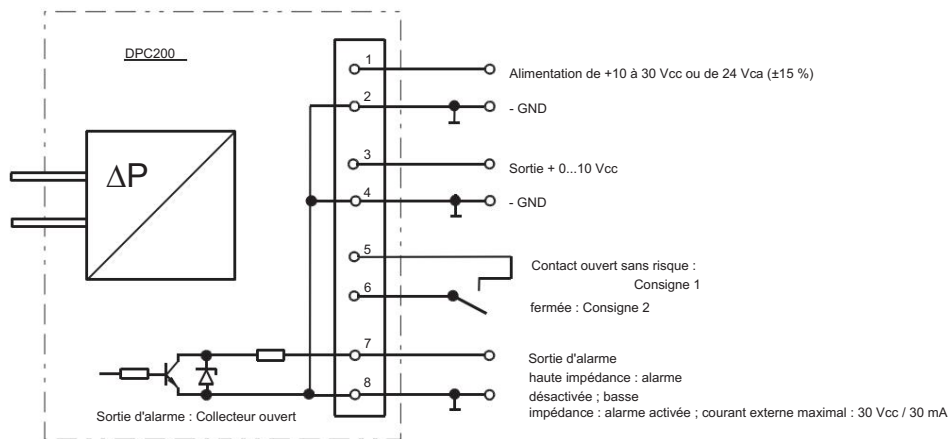 DPC200
ΔP
1
Alimentation de +10 à 30 Vcc ou de 24 Vca (±15 %)
2
- GND
3
Sortie + 0...10 Vcc
4
- GND
5
Contact ouvert sans risque :
Consigne 1
6
fermée : Consigne 2
7
Sortie d'alarme
haute impédance : alarme
désactivée ; basse
impédance : alarme activée ; courant externe maximal : 30 Vcc / 30 mA
8
Sortie d'alarme : Collecteur ouvert